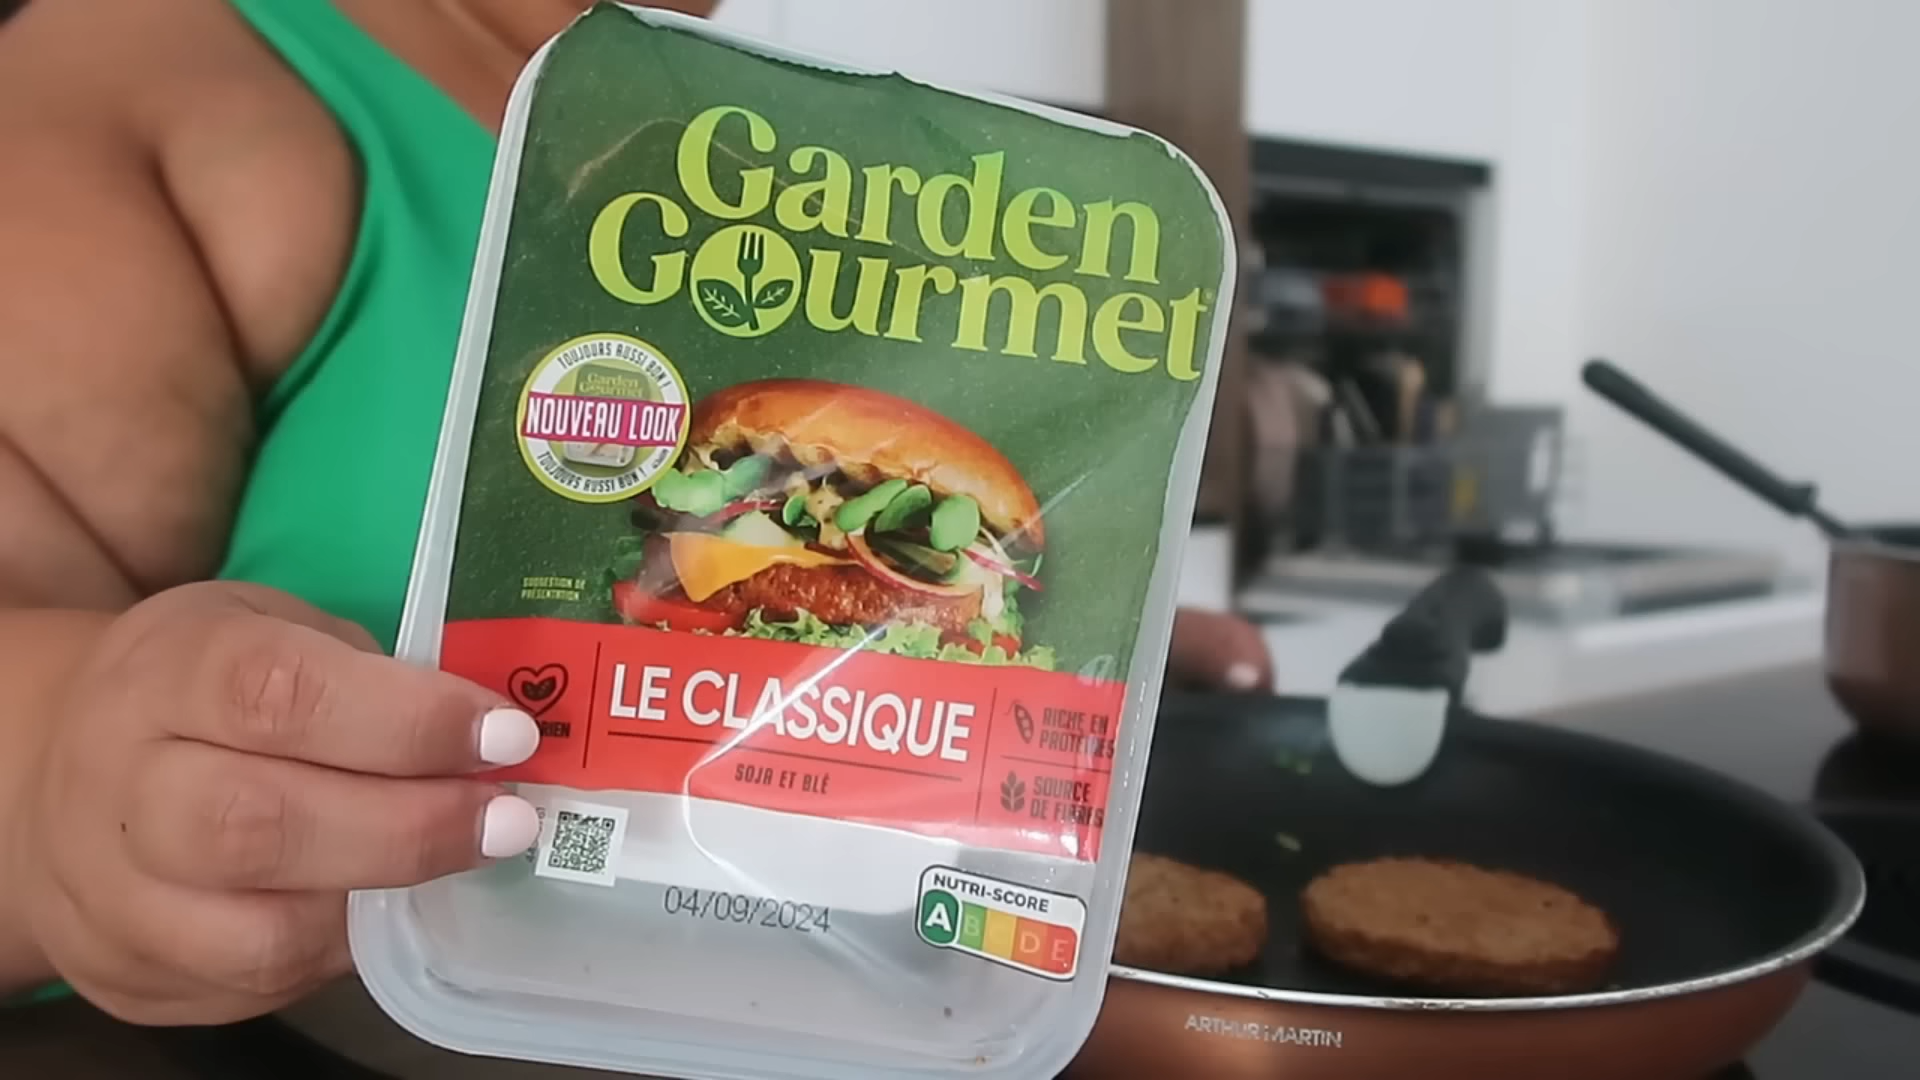 Garden
Gourmet
TOUJOURS AUSSI BON !
Garden
Gourmet
NOUVEAU LOOK
TOUJOURS AUSSI BON !
SUGGESTION DE
PRÉSENTATION
LE CLASSIQUE
SOJA ET BLÉ
RICHE EN
PROTÉINES
SOURCE
DE FIBRES
04/09/2024
NUTRI-SCORE
A B C D E
ARTHUR MARTIN